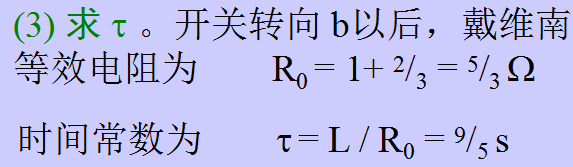 (3) 求 τ 。开关转向 b以后，戴维南
等效电阻为 R₀ = 1+ 2/3 = 5/3 Ω
时间常数为 τ = L / R₀ = 9/5 s